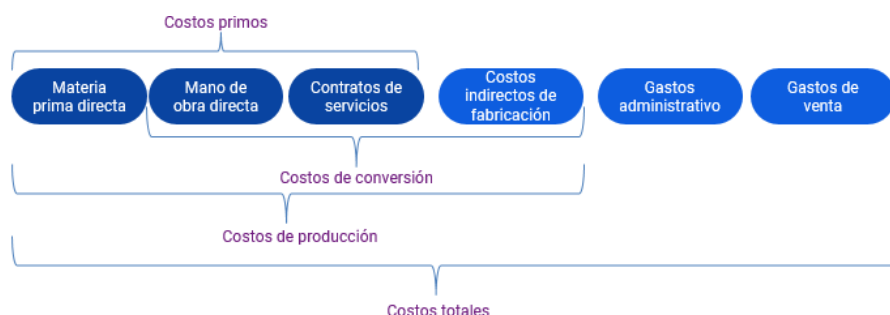 Costos primos
Materia
prima directa
Mano de
obra directa
Contratos de
servicios
Costos
indirectos de
fabricación
Gastos
administrativo
Gastos de
venta
Costos de conversión
Costos de producción
Costos totales